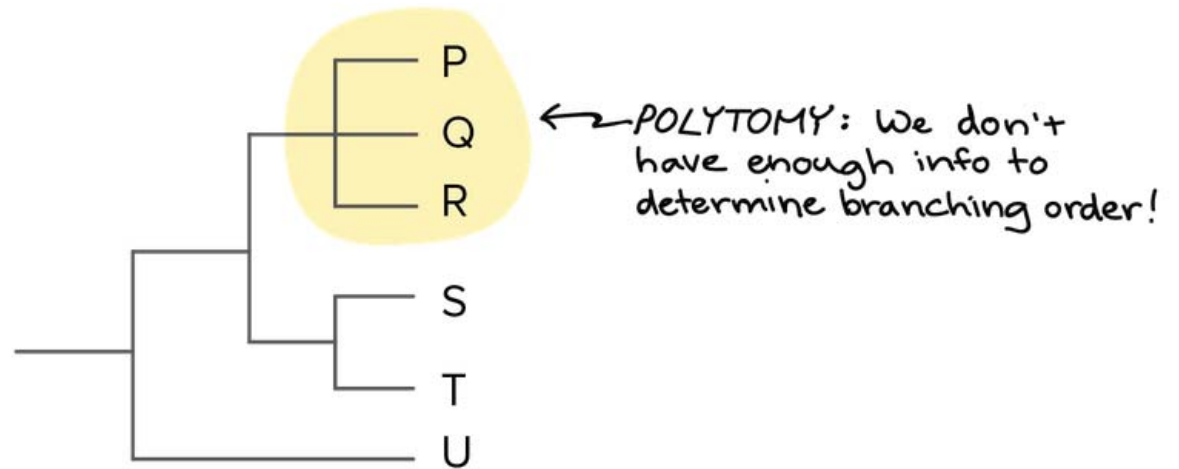 P
Q
R
S
T
U
POLYTOMY: We don't
have enough info to
determine branching order!